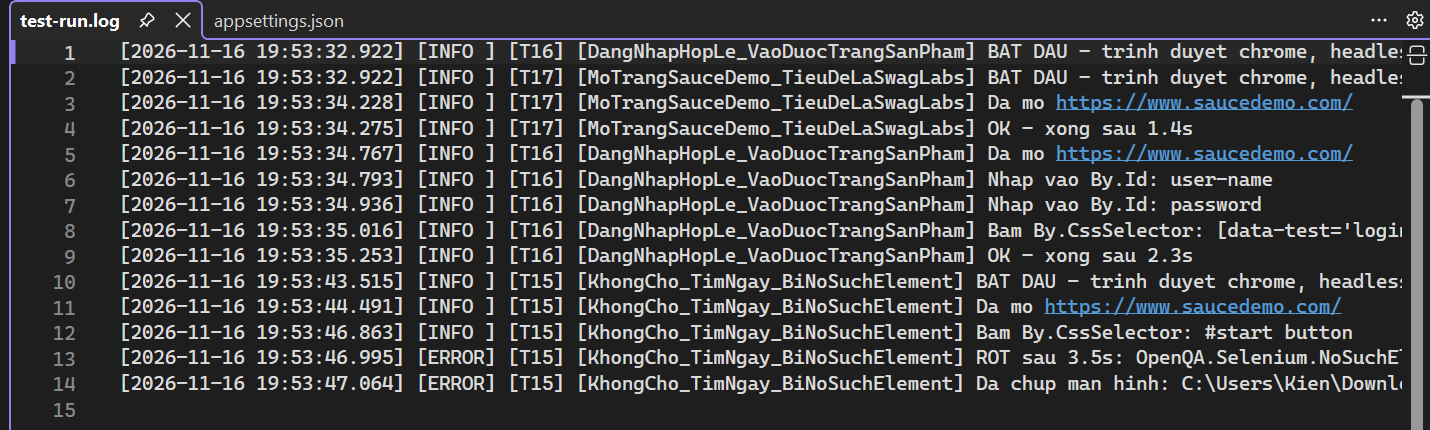 test-run.log appsettings.json
1 [2026-11-16 19:53:32.922] [INFO ] [T16] [DangNhapHopLe_VaoDuocTrangSanPham] BAT DAU - trinh duyet chrome, headles
2 [2026-11-16 19:53:32.922] [INFO ] [T17] [MoTrangSauceDemo_TieuDeLaSwagLabs] BAT DAU - trinh duyet chrome, headles
3 [2026-11-16 19:53:34.228] [INFO ] [T17] [MoTrangSauceDemo_TieuDeLaSwagLabs] Da mo https://www.saucedemo.com/
4 [2026-11-16 19:53:34.275] [INFO ] [T17] [MoTrangSauceDemo_TieuDeLaSwagLabs] OK - xong sau 1.4s
5 [2026-11-16 19:53:34.767] [INFO ] [T16] [DangNhapHopLe_VaoDuocTrangSanPham] Da mo https://www.saucedemo.com/
6 [2026-11-16 19:53:34.793] [INFO ] [T16] [DangNhapHopLe_VaoDuocTrangSanPham] Nhap vao By.Id: user-name
7 [2026-11-16 19:53:34.936] [INFO ] [T16] [DangNhapHopLe_VaoDuocTrangSanPham] Nhap vao By.Id: password
8 [2026-11-16 19:53:35.016] [INFO ] [T16] [DangNhapHopLe_VaoDuocTrangSanPham] Bam By.CssSelector: [data-test='login
9 [2026-11-16 19:53:35.253] [INFO ] [T16] [DangNhapHopLe_VaoDuocTrangSanPham] OK - xong sau 2.3s
10 [2026-11-16 19:53:43.515] [INFO ] [T15] [KhongCho_TimNgay_BiNoSuchElement] BAT DAU - trinh duyet chrome, headless
11 [2026-11-16 19:53:44.491] [INFO ] [T15] [KhongCho_TimNgay_BiNoSuchElement] Da mo https://www.saucedemo.com/
12 [2026-11-16 19:53:46.863] [INFO ] [T15] [KhongCho_TimNgay_BiNoSuchElement] Bam By.CssSelector: #start button
13 [2026-11-16 19:53:46.995] [ERROR] [T15] [KhongCho_TimNgay_BiNoSuchElement] ROT sau 3.5s: OpenQA.Selenium.NoSuchEl
14 [2026-11-16 19:53:47.064] [ERROR] [T15] [KhongCho_TimNgay_BiNoSuchElement] Da chup man hinh: C:\Users\Kien\Downlo
15